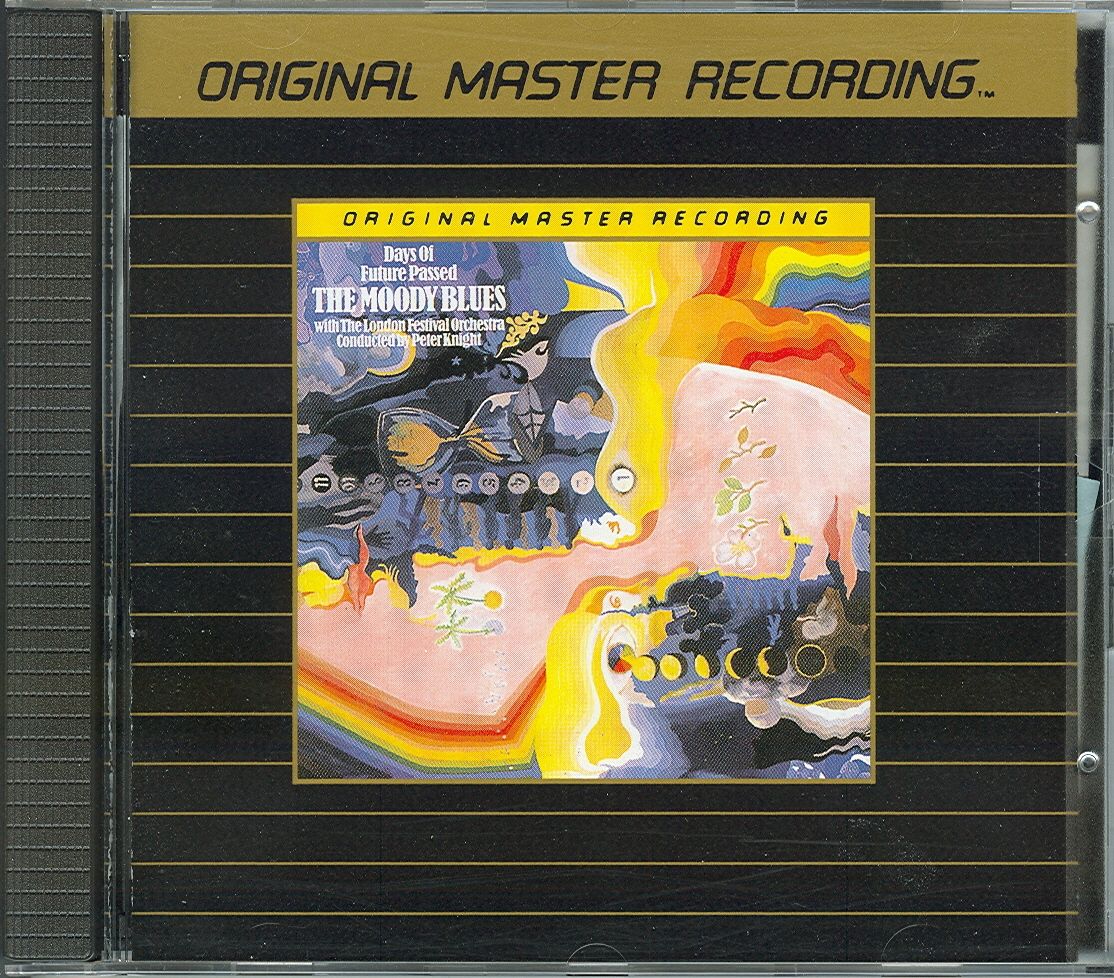 ORIGINAL MASTER RECORDING™
ORIGINAL MASTER RECORDING
Days Of
Future Passed
THE MOODY BLUES
with The London Festival Orchestra
Conducted by Peter Knight